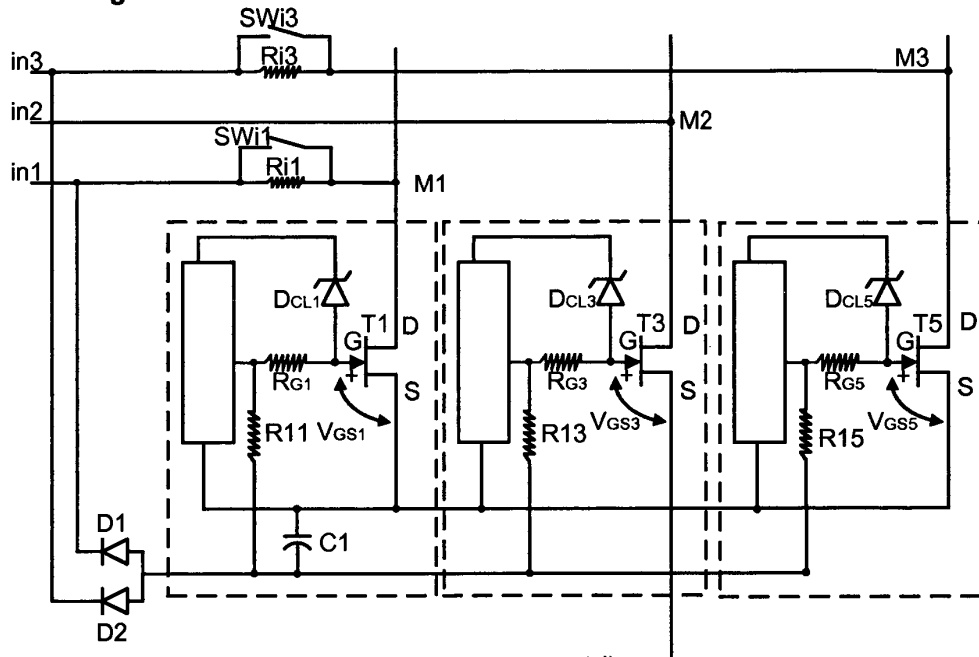 SWi3
in3
Ri3
M3
in2
M2
SWi1
in1
Ri1
M1
DCL1
T1
D
G
S
RG1
+
VGS1
R11
DCL3
T3
D
G
S
RG3
+
VGS3
R13
DCL5
T5
D
G
S
RG5
+
VGS5
R15
C1
D1
D2